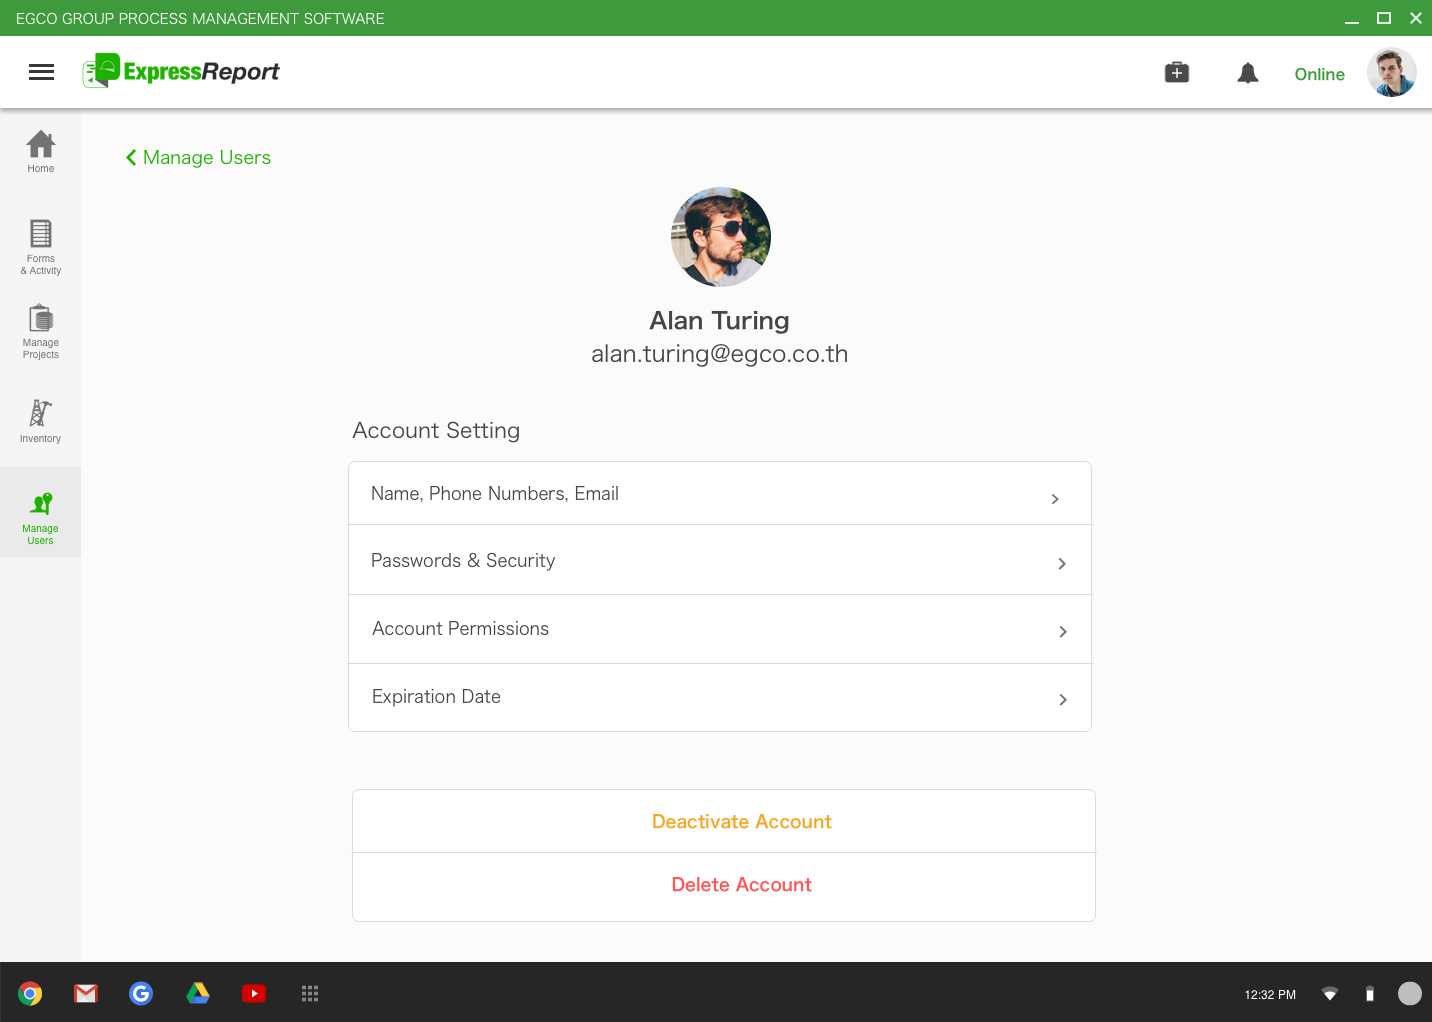 EGCO GROUP PROCESS MANAGEMENT SOFTWARE
ExpressReport
Online
Home
Forms
& Activity
Manage
Projects
Inventory
Manage
Users
Manage Users
Alan Turing
alan.turing@egco.co.th
Account Setting
Name, Phone Numbers, Email
Passwords & Security
Account Permissions
Expiration Date
Deactivate Account
Delete Account
12:32 PM